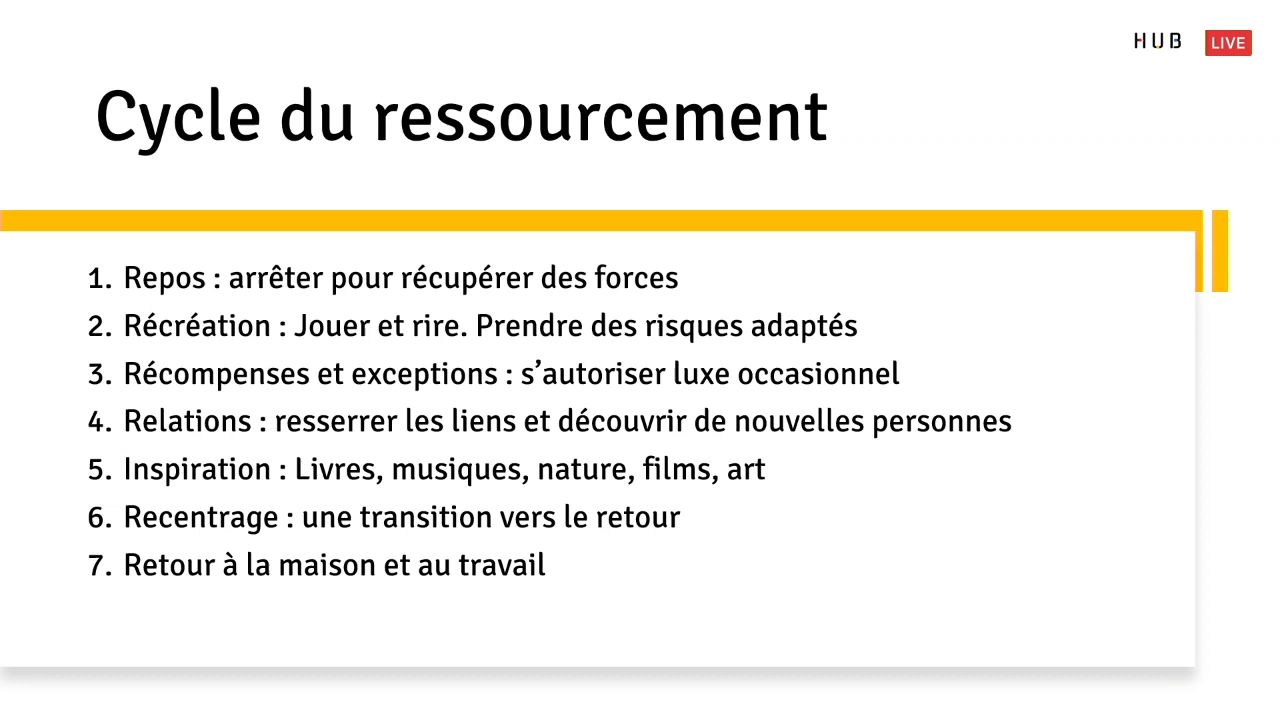 HUB LIVE
Cycle du ressourcement
1. Repos : arrêter pour récupérer des forces
2. Récréation : Jouer et rire. Prendre des risques adaptés
3. Récompenses et exceptions : s’autoriser luxe occasionnel
4. Relations : resserrer les liens et découvrir de nouvelles personnes
5. Inspiration : Livres, musiques, nature, films, art
6. Recentrage : une transition vers le retour
7. Retour à la maison et au travail